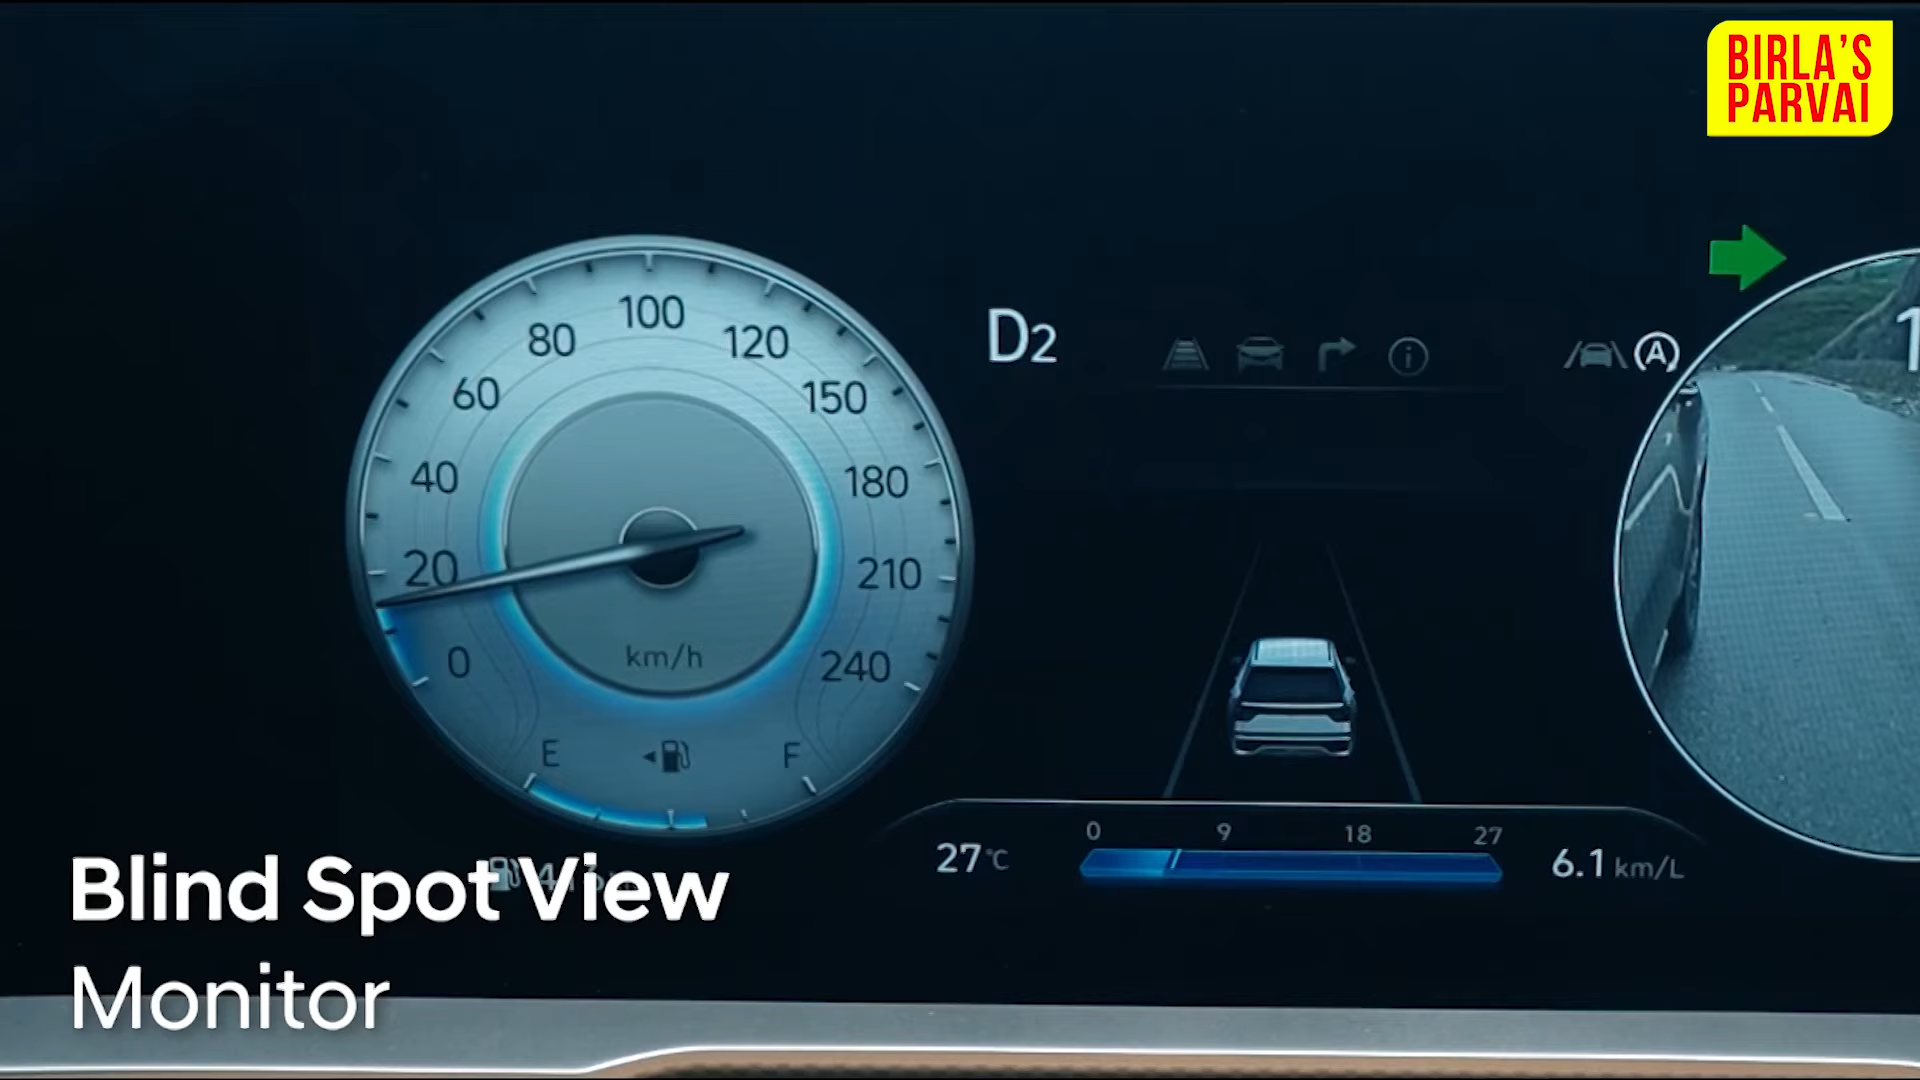 BIRLA'S
PARVAI
100
80
120
60
150
40
180
20
210
0
240
km/h
E
F
D2
A
i
1
0 9 18 27
27°C
6.1 km/L
Blind Spot View
Monitor